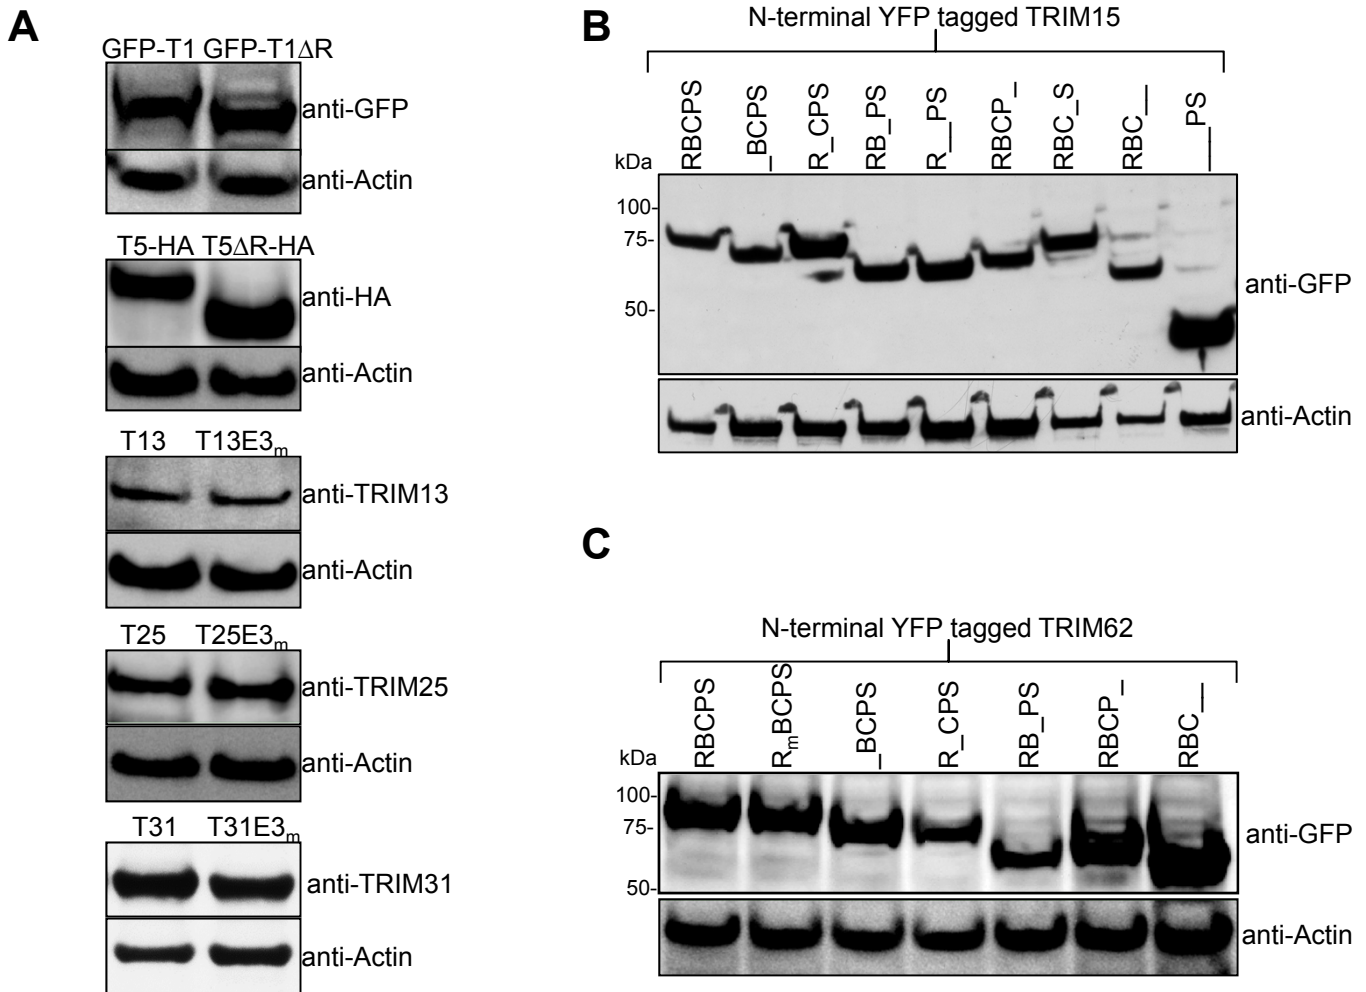 A
GFP-T1 GFP-T1ΔR
anti-GFP
anti-Actin
T5-HA T5ΔR-HA
anti-HA
anti-Actin
T13 T13E3m
anti-TRIM13
anti-Actin
T25 T25E3m
anti-TRIM25
anti-Actin
T31 T31E3m
anti-TRIM31
anti-Actin
B
N-terminal YFP tagged TRIM15
RBCPS
_BCPS
R_CPS
RB_PS
R__PS
RBCP_
RBC_S
RBC__
___PS
kDa
100-
75-
50-
anti-GFP
anti-Actin
C
N-terminal YFP tagged TRIM62
RBCPS
RmBCPS
_BCPS
R_CPS
RB_PS
RBCP_
RBC__
kDa
100-
75-
50-
anti-GFP
anti-Actin